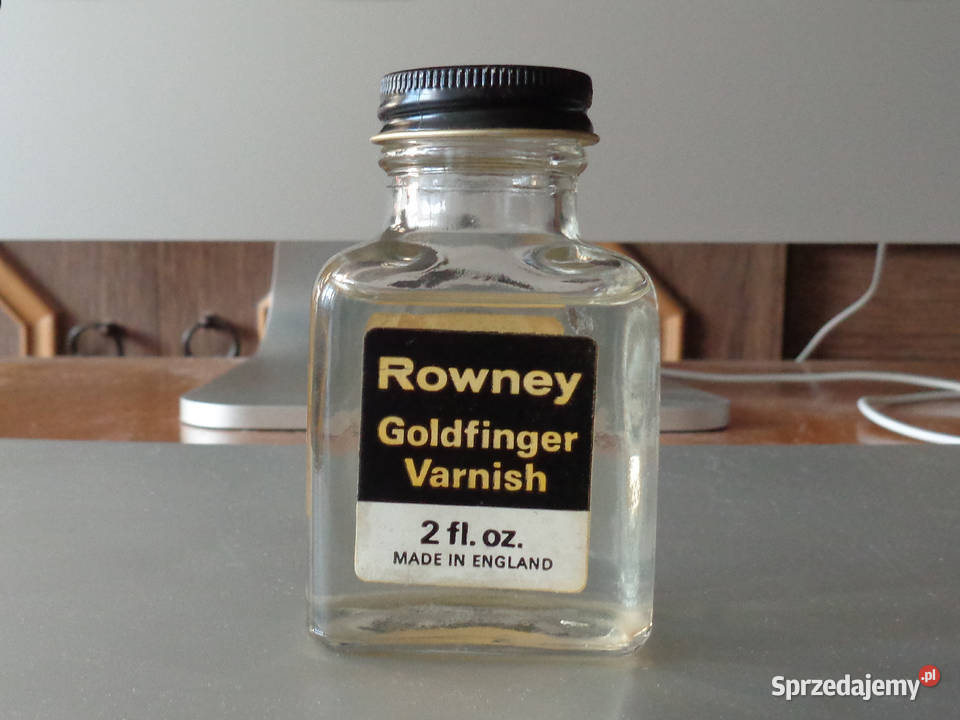 Rowney
Goldfinger
Varnish
2 fl. oz.
MADE IN ENGLAND
Sprzedajemy.pl